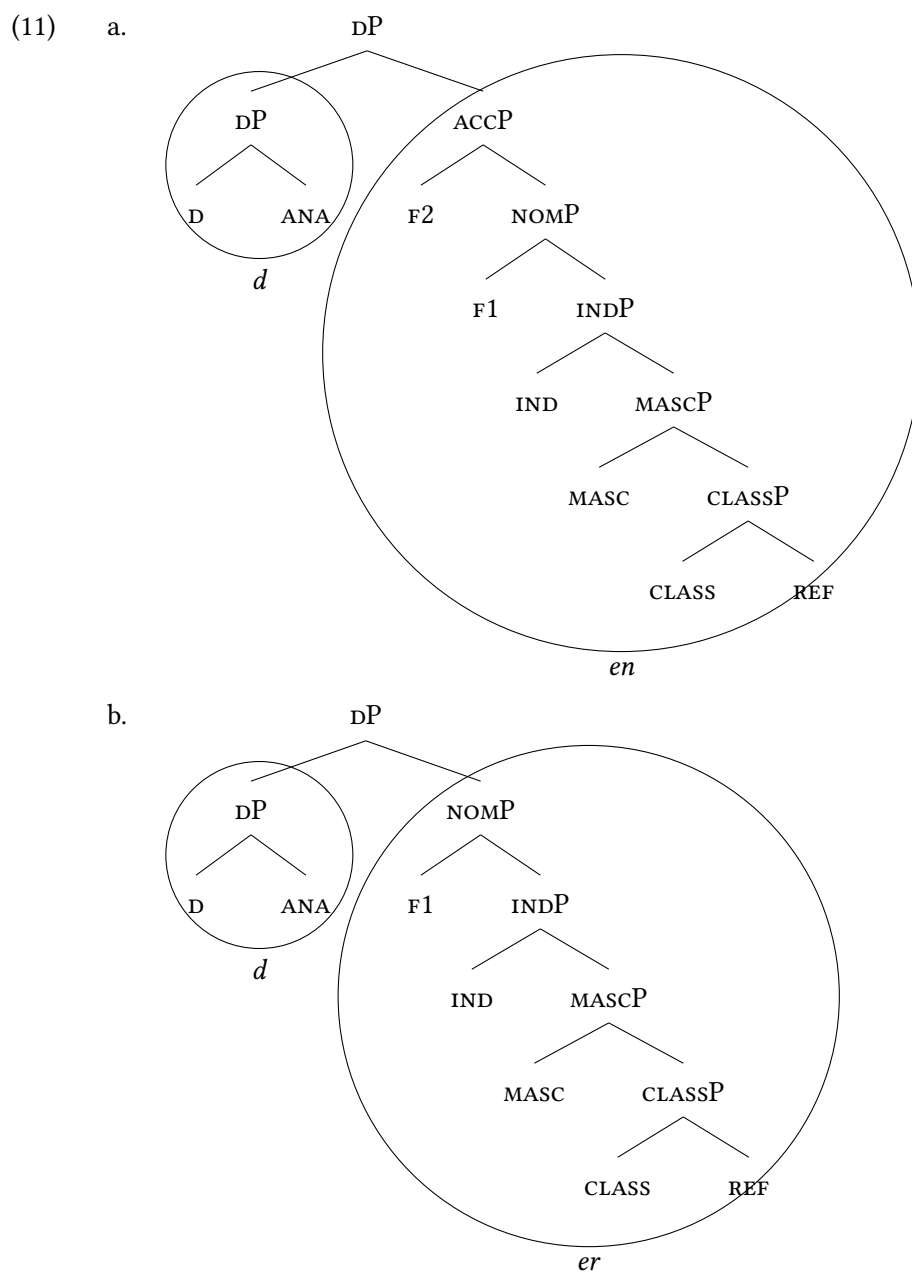 (11) a. DP
DP ACCP
D ANA F2 NOMP
d F1 INDP
IND MASCP
MASC CLASSP
CLASS REF
en
b. DP
DP NOMP
D ANA F1 INDP
d IND MASCP
MASC CLASSP
CLASS REF
er